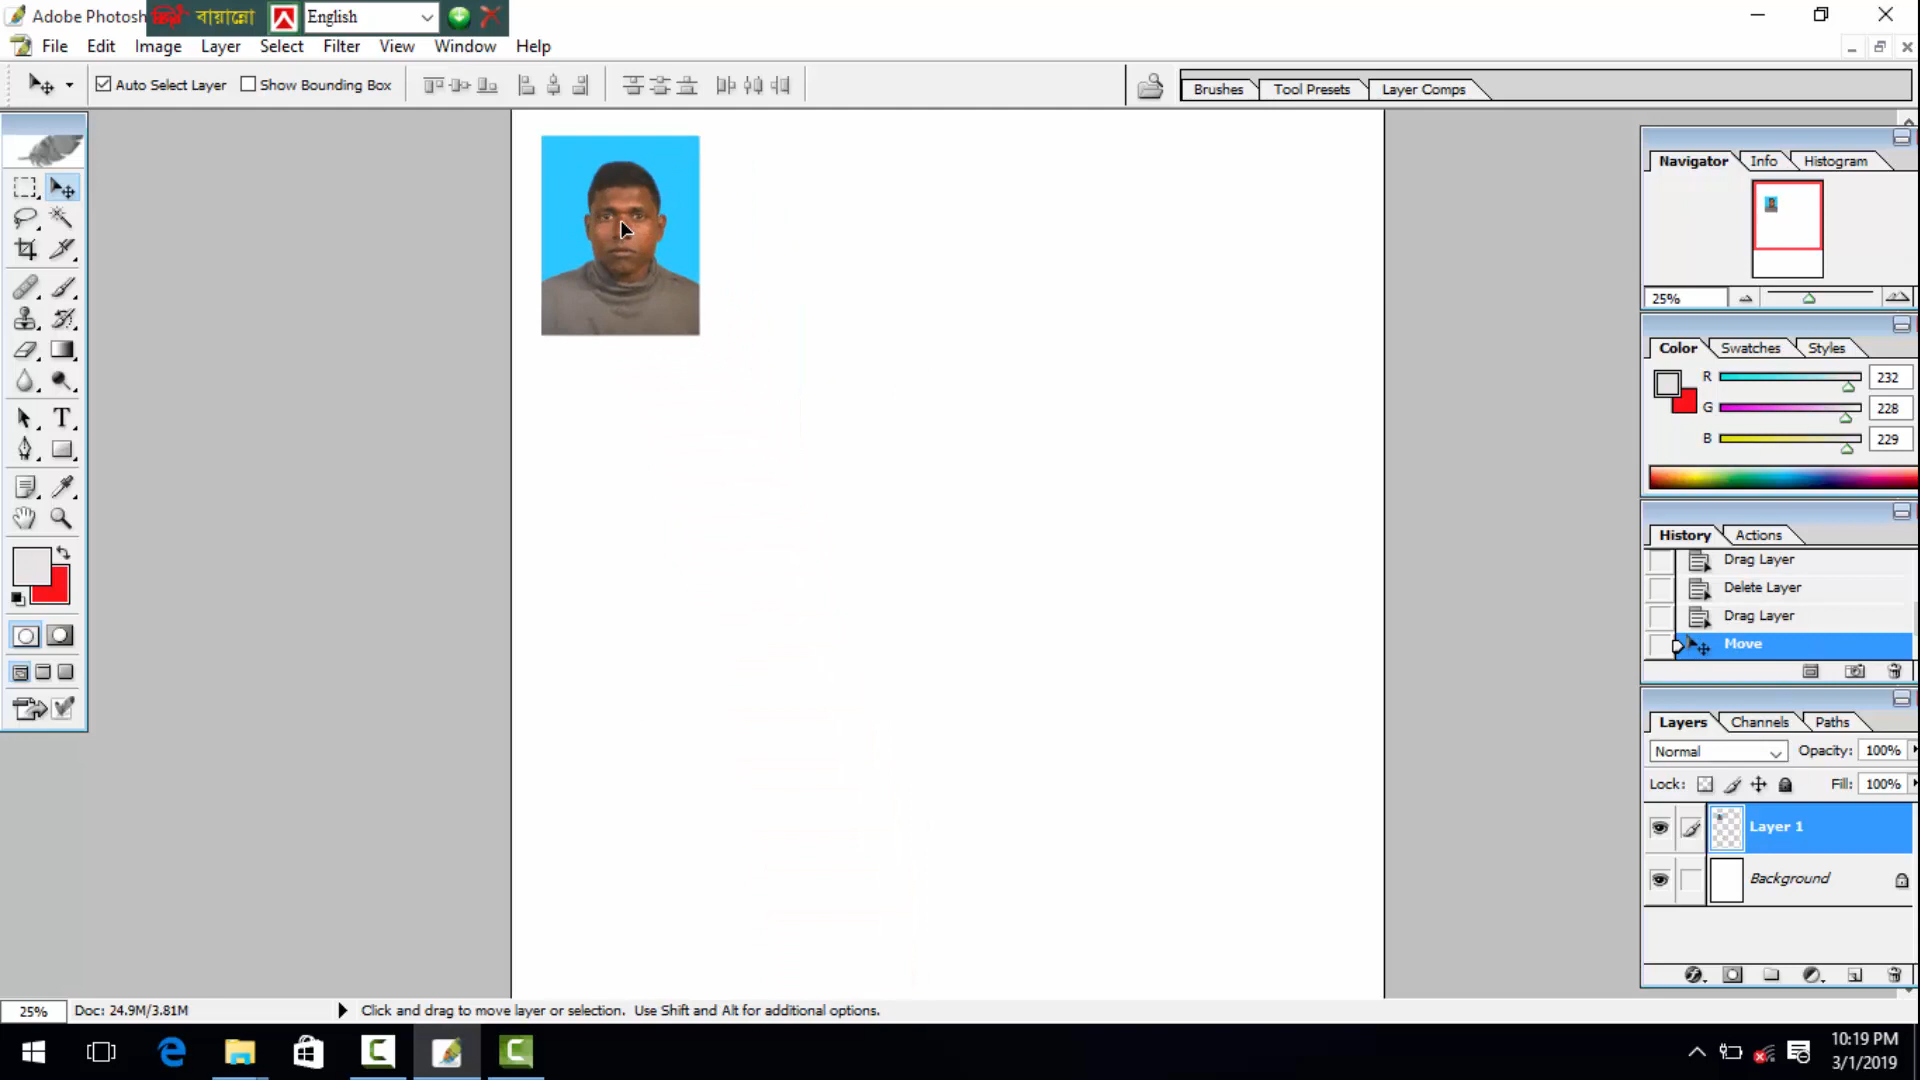 Adobe Photosh
বায়ান্নো
English
File Edit Image Layer Select Filter View Window Help
Auto Select Layer Show Bounding Box
Brushes Tool Presets Layer Comps
Navigator Info Histogram
25%
Color Swatches Styles
R 232
G 228
B 229
History Actions
Drag Layer
Delete Layer
Drag Layer
Move
Layers Channels Paths
Normal Opacity: 100%
Lock: Fill: 100%
Layer 1
Background
T
25% Doc: 24.9M/3.81M Click and drag to move layer or selection. Use Shift and Alt for additional options.
10:19 PM
3/1/2019